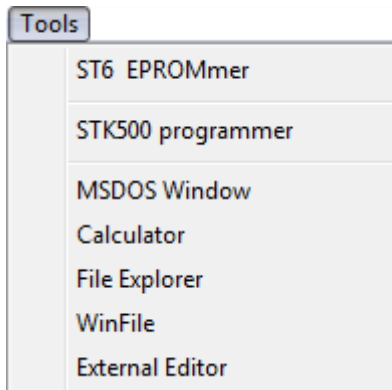 Tools
ST6 EPROMmer
STK500 programmer
MSDOS Window
Calculator
File Explorer
WinFile
External Editor